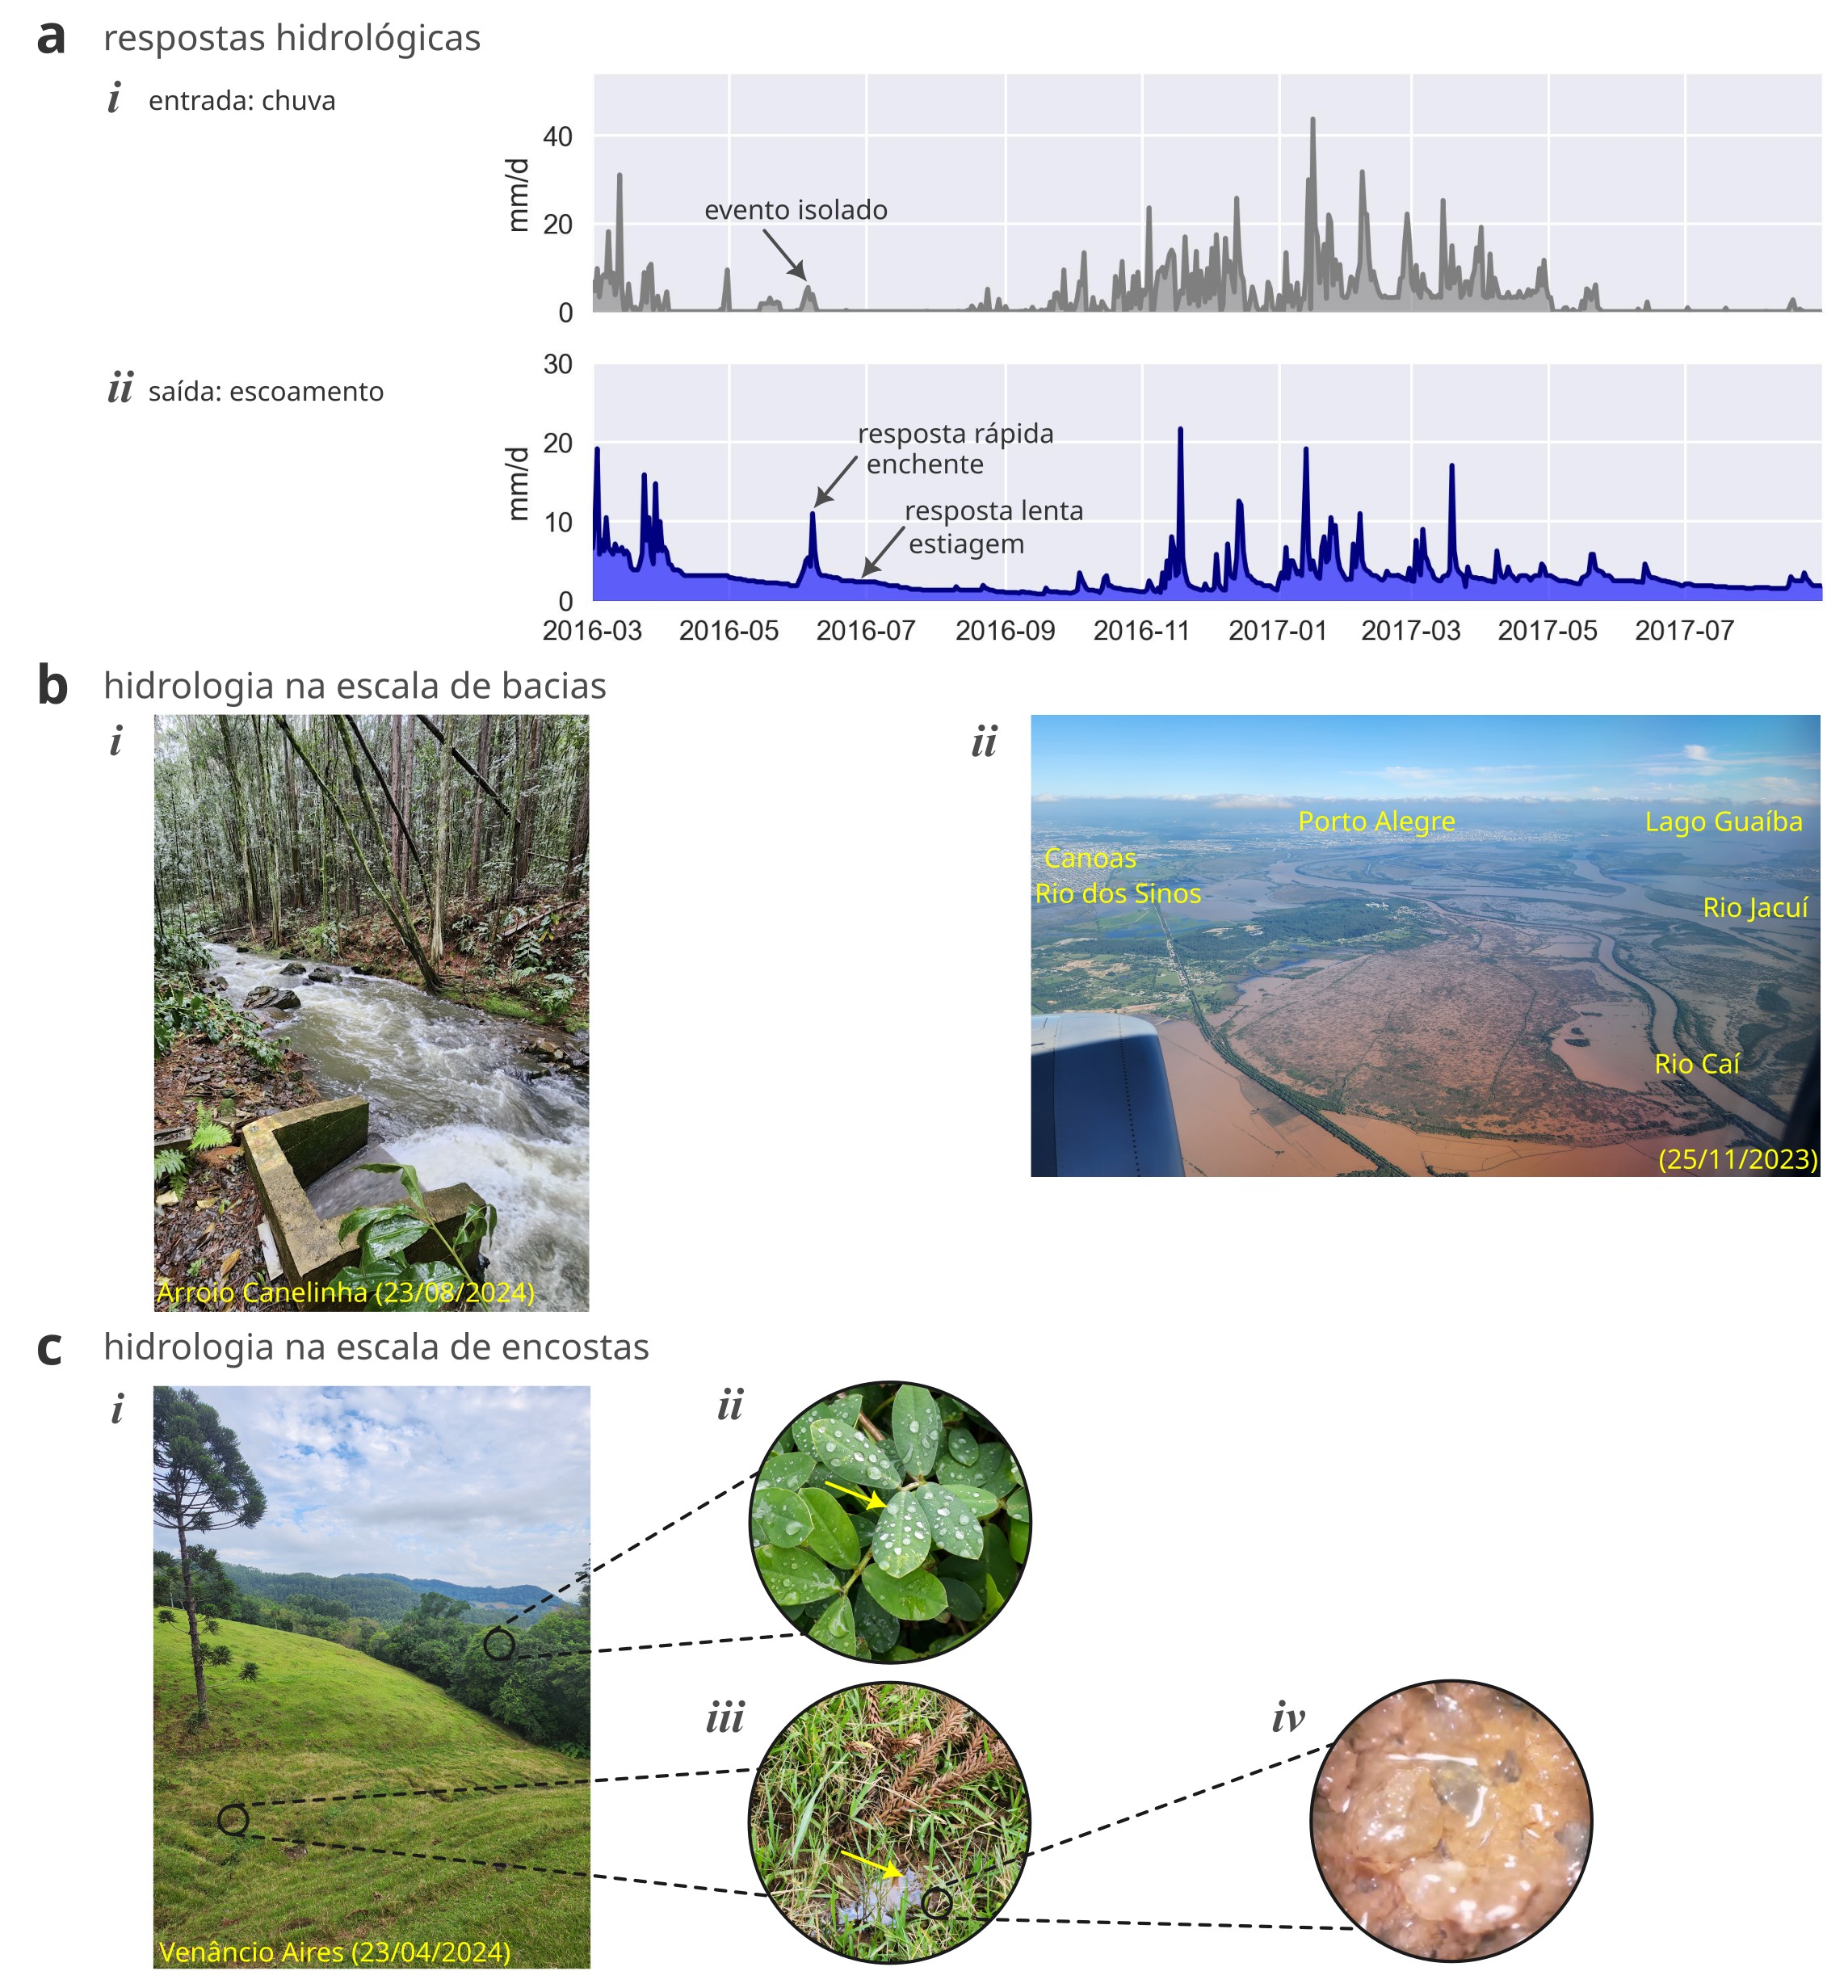 a respostas hidrológicas
i entrada: chuva
mm/d
40
20
0
evento isolado
ii saída: escoamento
mm/d
30
20
10
0
resposta rápida
enchente
resposta lenta
estiagem
2016-03 2016-05 2016-07 2016-09 2016-11 2017-01 2017-03 2017-05 2017-07
b hidrologia na escala de bacias
i
Arroio Canelinha (23/08/2024)
ii
Porto Alegre
Lago Guaíba
Canoas
Rio dos Sinos
Rio Jacuí
Rio Caí
(25/11/2023)
c hidrologia na escala de encostas
i
Venâncio Aires (23/04/2024)
ii
iii
iv